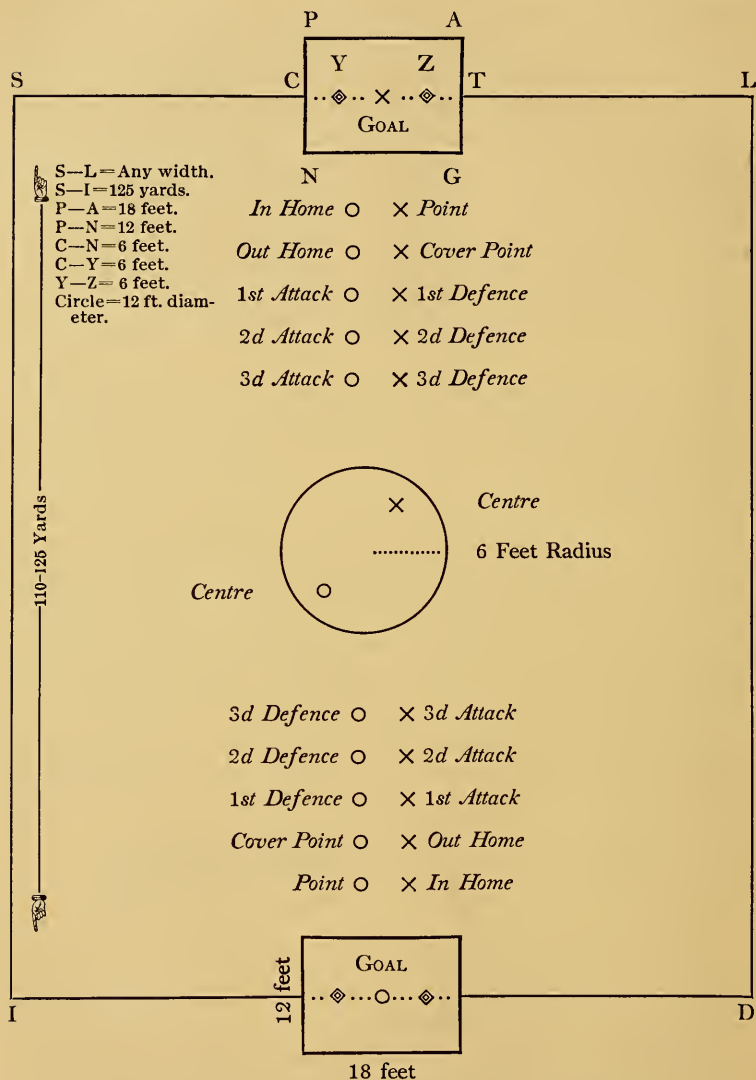 P A
Y Z
S C T L
GOAL
S—L=Any width.
S—I=125 yards.
P—A=18 feet.
P—N=12 feet.
C—N=6 feet.
C—Y=6 feet.
Y—Z=6 feet.
Circle=12 ft. diam-
eter.
N G
In Home O × Point
Out Home O × Cover Point
1st Attack O × 1st Defence
2d Attack O × 2d Defence
3d Attack O × 3d Defence
110-125 Yards
× Centre
6 Feet Radius
Centre O
3d Defence O × 3d Attack
2d Defence O × 2d Attack
1st Defence O × 1st Attack
Cover Point O × Out Home
Point O × In Home
GOAL
12 feet
I D
18 feet